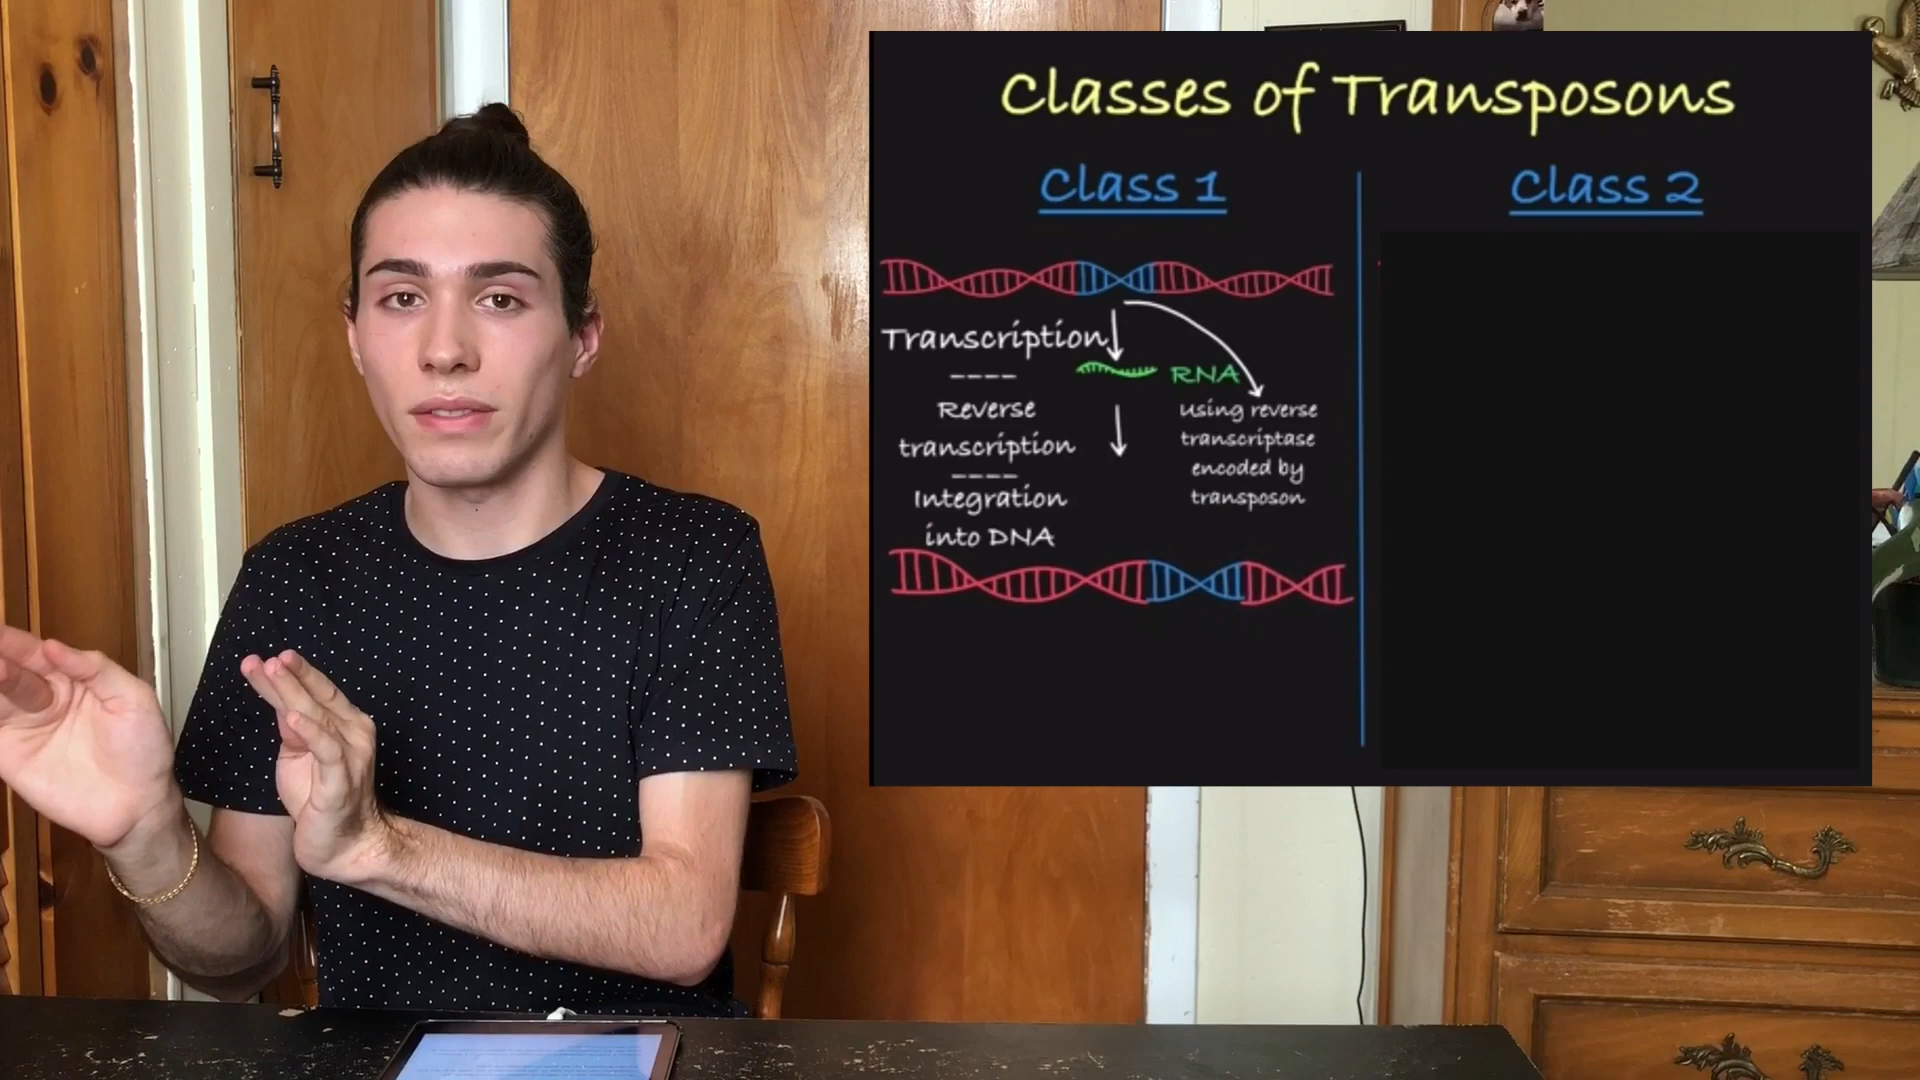 Classes of Transposons
Class 1
Class 2
Transcription
RNA
Reverse
transcription
Integration
into DNA
Using reverse
transcriptase
encoded by
transposon